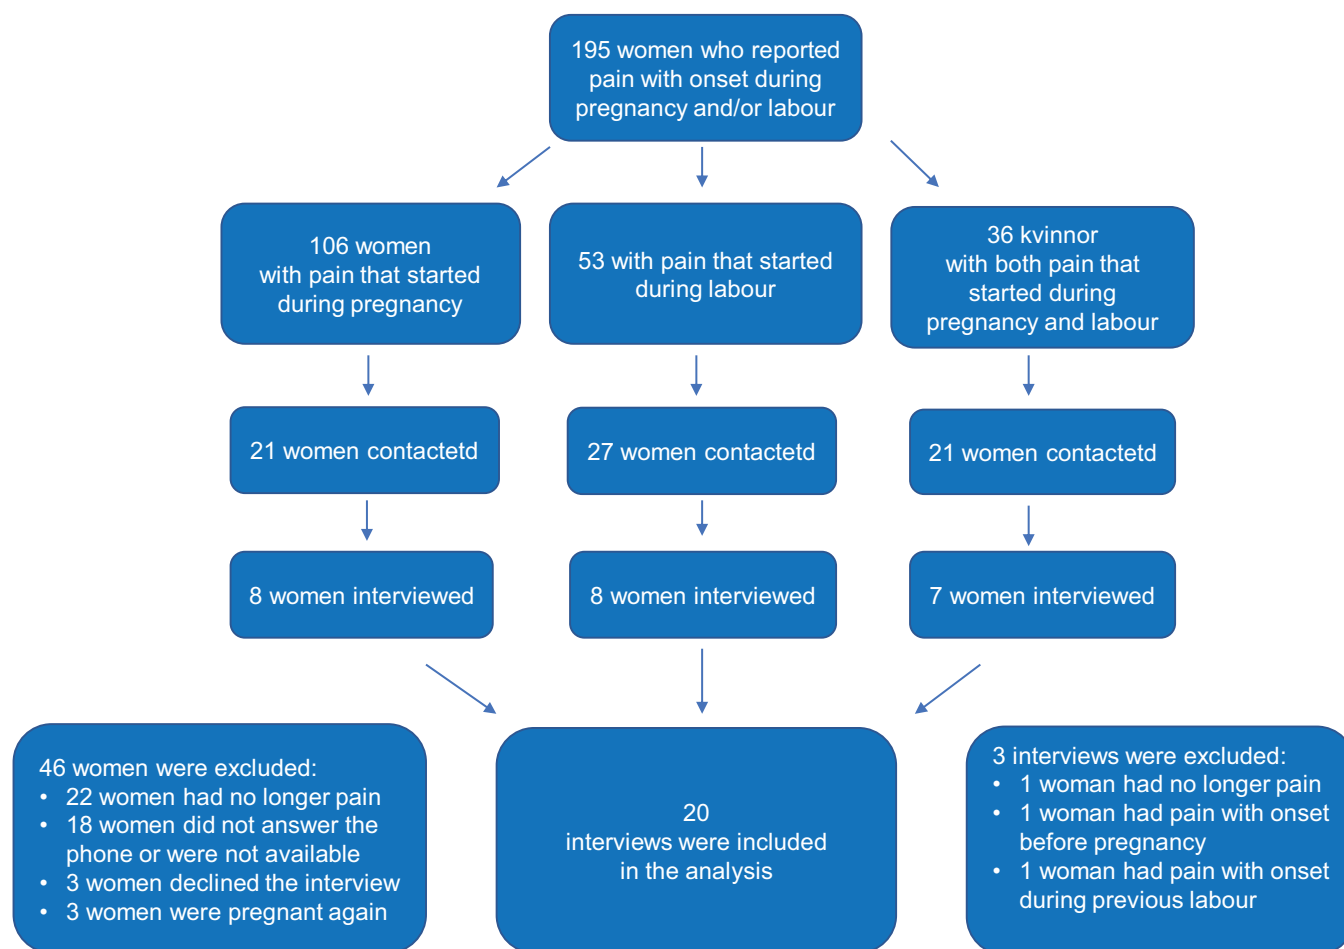 195 women who reported
pain with onset during
pregnancy and/or labour
106 women
with pain that started
during pregnancy
53 with pain that started
during labour
36 kvinnor
with both pain that
started during
pregnancy and labour
21 women contactetd
27 women contactetd
21 women contactetd
8 women interviewed
8 women interviewed
7 women interviewed
46 women were excluded:
• 22 women had no longer pain
• 18 women did not answer the
phone or were not available
• 3 women declined the interview
• 3 women were pregnant again
20
interviews were included
in the analysis
3 interviews were excluded:
• 1 woman had no longer pain
• 1 woman had pain with onset
before pregnancy
• 1 woman had pain with onset
during previous labour